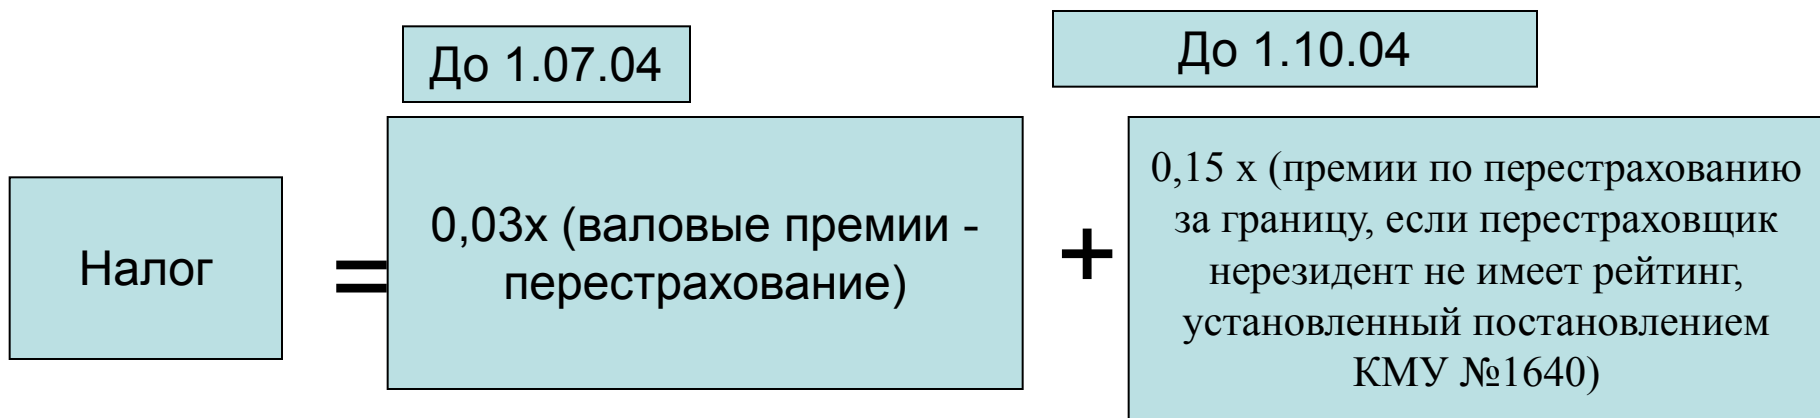 До 1.07.04
До 1.10.04
Налог
=
0,03х (валовые премии -
перестрахование)
+
0,15 х (премии по перестрахованию
за границу, если перестраховщик
нерезидент не имеет рейтинг,
установленный постановлением
КМУ №1640)